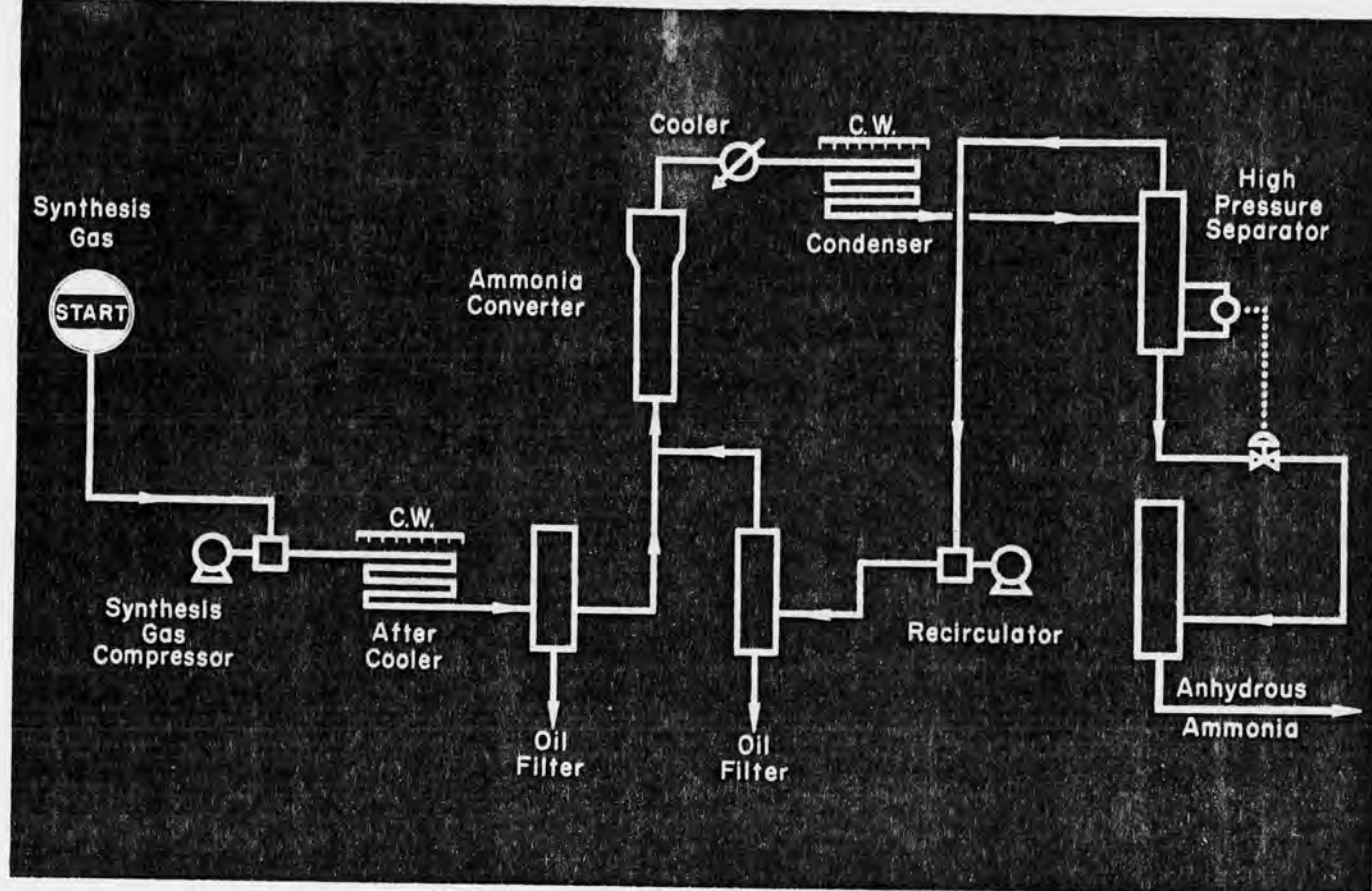 Synthesis
Gas
START
Synthesis
Gas
Compressor
C.W.
After
Cooler
Oil
Filter
Ammonia
Converter
Cooler
C.W.
Condenser
Oil
Filter
Recirculator
High
Pressure
Separator
Anhydrous
Ammonia